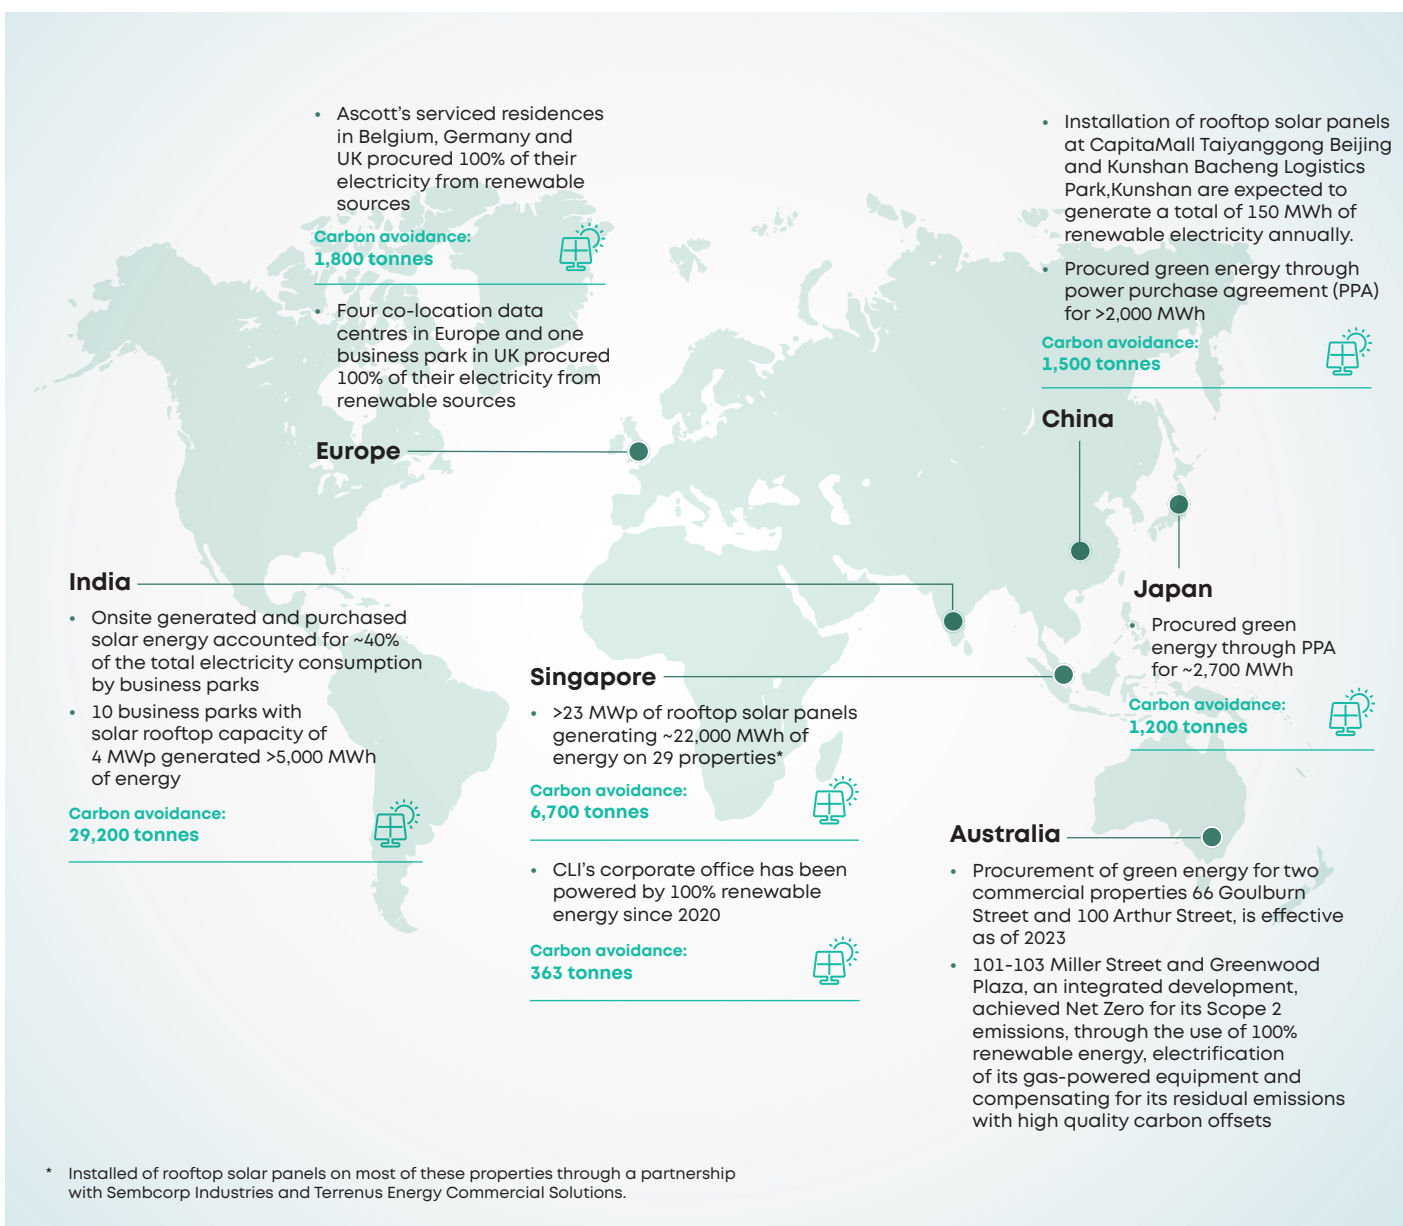 • Ascott's serviced residences
in Belgium, Germany and
UK procured 100% of their
electricity from renewable
sources
Carbon avoidance:
1,800 tonnes
• Four co-location data
centres in Europe and one
business park in UK procured
100% of their electricity from
renewable sources
Europe
• Installation of rooftop solar panels
at CapitaMall Taiyanggong Beijing
and Kunshan Bacheng Logistics
Park,Kunshan are expected to
generate a total of 150 MWh of
renewable electricity annually.
• Procured green energy through
power purchase agreement (PPA)
for >2,000 MWh
Carbon avoidance:
1,500 tonnes
China
India
• Onsite generated and purchased
solar energy accounted for ~40%
of the total electricity consumption
by business parks
• 10 business parks with
solar rooftop capacity of
4 MWp generated >5,000 MWh
of energy
Carbon avoidance:
29,200 tonnes
Japan
• Procured green
energy through PPA
for ~2,700 MWh
Carbon avoidance:
1,200 tonnes
Singapore
• >23 MWp of rooftop solar panels
generating ~22,000 MWh of
energy on 29 properties*
Carbon avoidance:
6,700 tonnes
• CLI's corporate office has been
powered by 100% renewable
energy since 2020
Carbon avoidance:
363 tonnes
Australia
• Procurement of green energy for two
commercial properties 66 Goulburn
Street and 100 Arthur Street, is effective
as of 2023
• 101-103 Miller Street and Greenwood
Plaza, an integrated development,
achieved Net Zero for its Scope 2
emissions, through the use of 100%
renewable energy, electrification
of its gas-powered equipment and
compensating for its residual emissions
with high quality carbon offsets
* Installed of rooftop solar panels on most of these properties through a partnership
with Sembcorp Industries and Terrenus Energy Commercial Solutions.